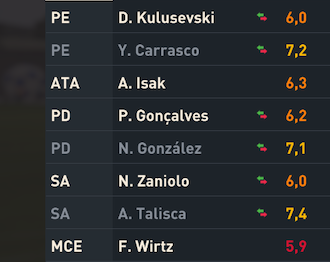 PE D. Kulusevski 6,0
PE Y. Carrasco 7,2
ATA A. Isak 6,3
PD P. Gonçalves 6,2
PD N. González 7,1
SA N. Zaniolo 6,0
SA A. Talisca 7,4
MCE F. Wirtz 5,9